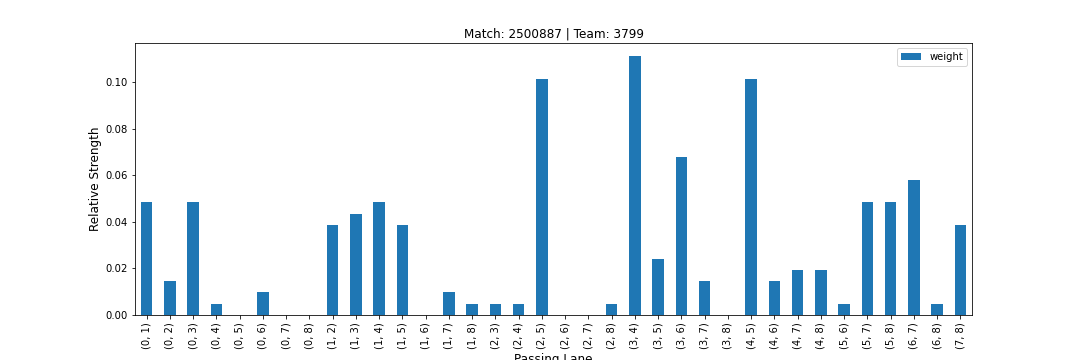 Match: 2500887 | Team: 3799
weight
Relative Strength
0.10
0.08
0.06
0.04
0.02
0.00
(0, 1) (0, 2) (0, 3) (0, 4) (0, 5) (0, 6) (0, 7) (0, 8) (1, 2) (1, 3) (1, 4) (1, 5) (1, 6) (1, 7) (1, 8) (2, 3) (2, 4) (2, 5) (2, 6) (2, 7) (2, 8) (3, 4) (3, 5) (3, 6) (3, 7) (3, 8) (4, 5) (4, 6) (4, 7) (4, 8) (5, 6) (5, 7) (5, 8) (6, 7) (6, 8) (7, 8)
Passing Lane